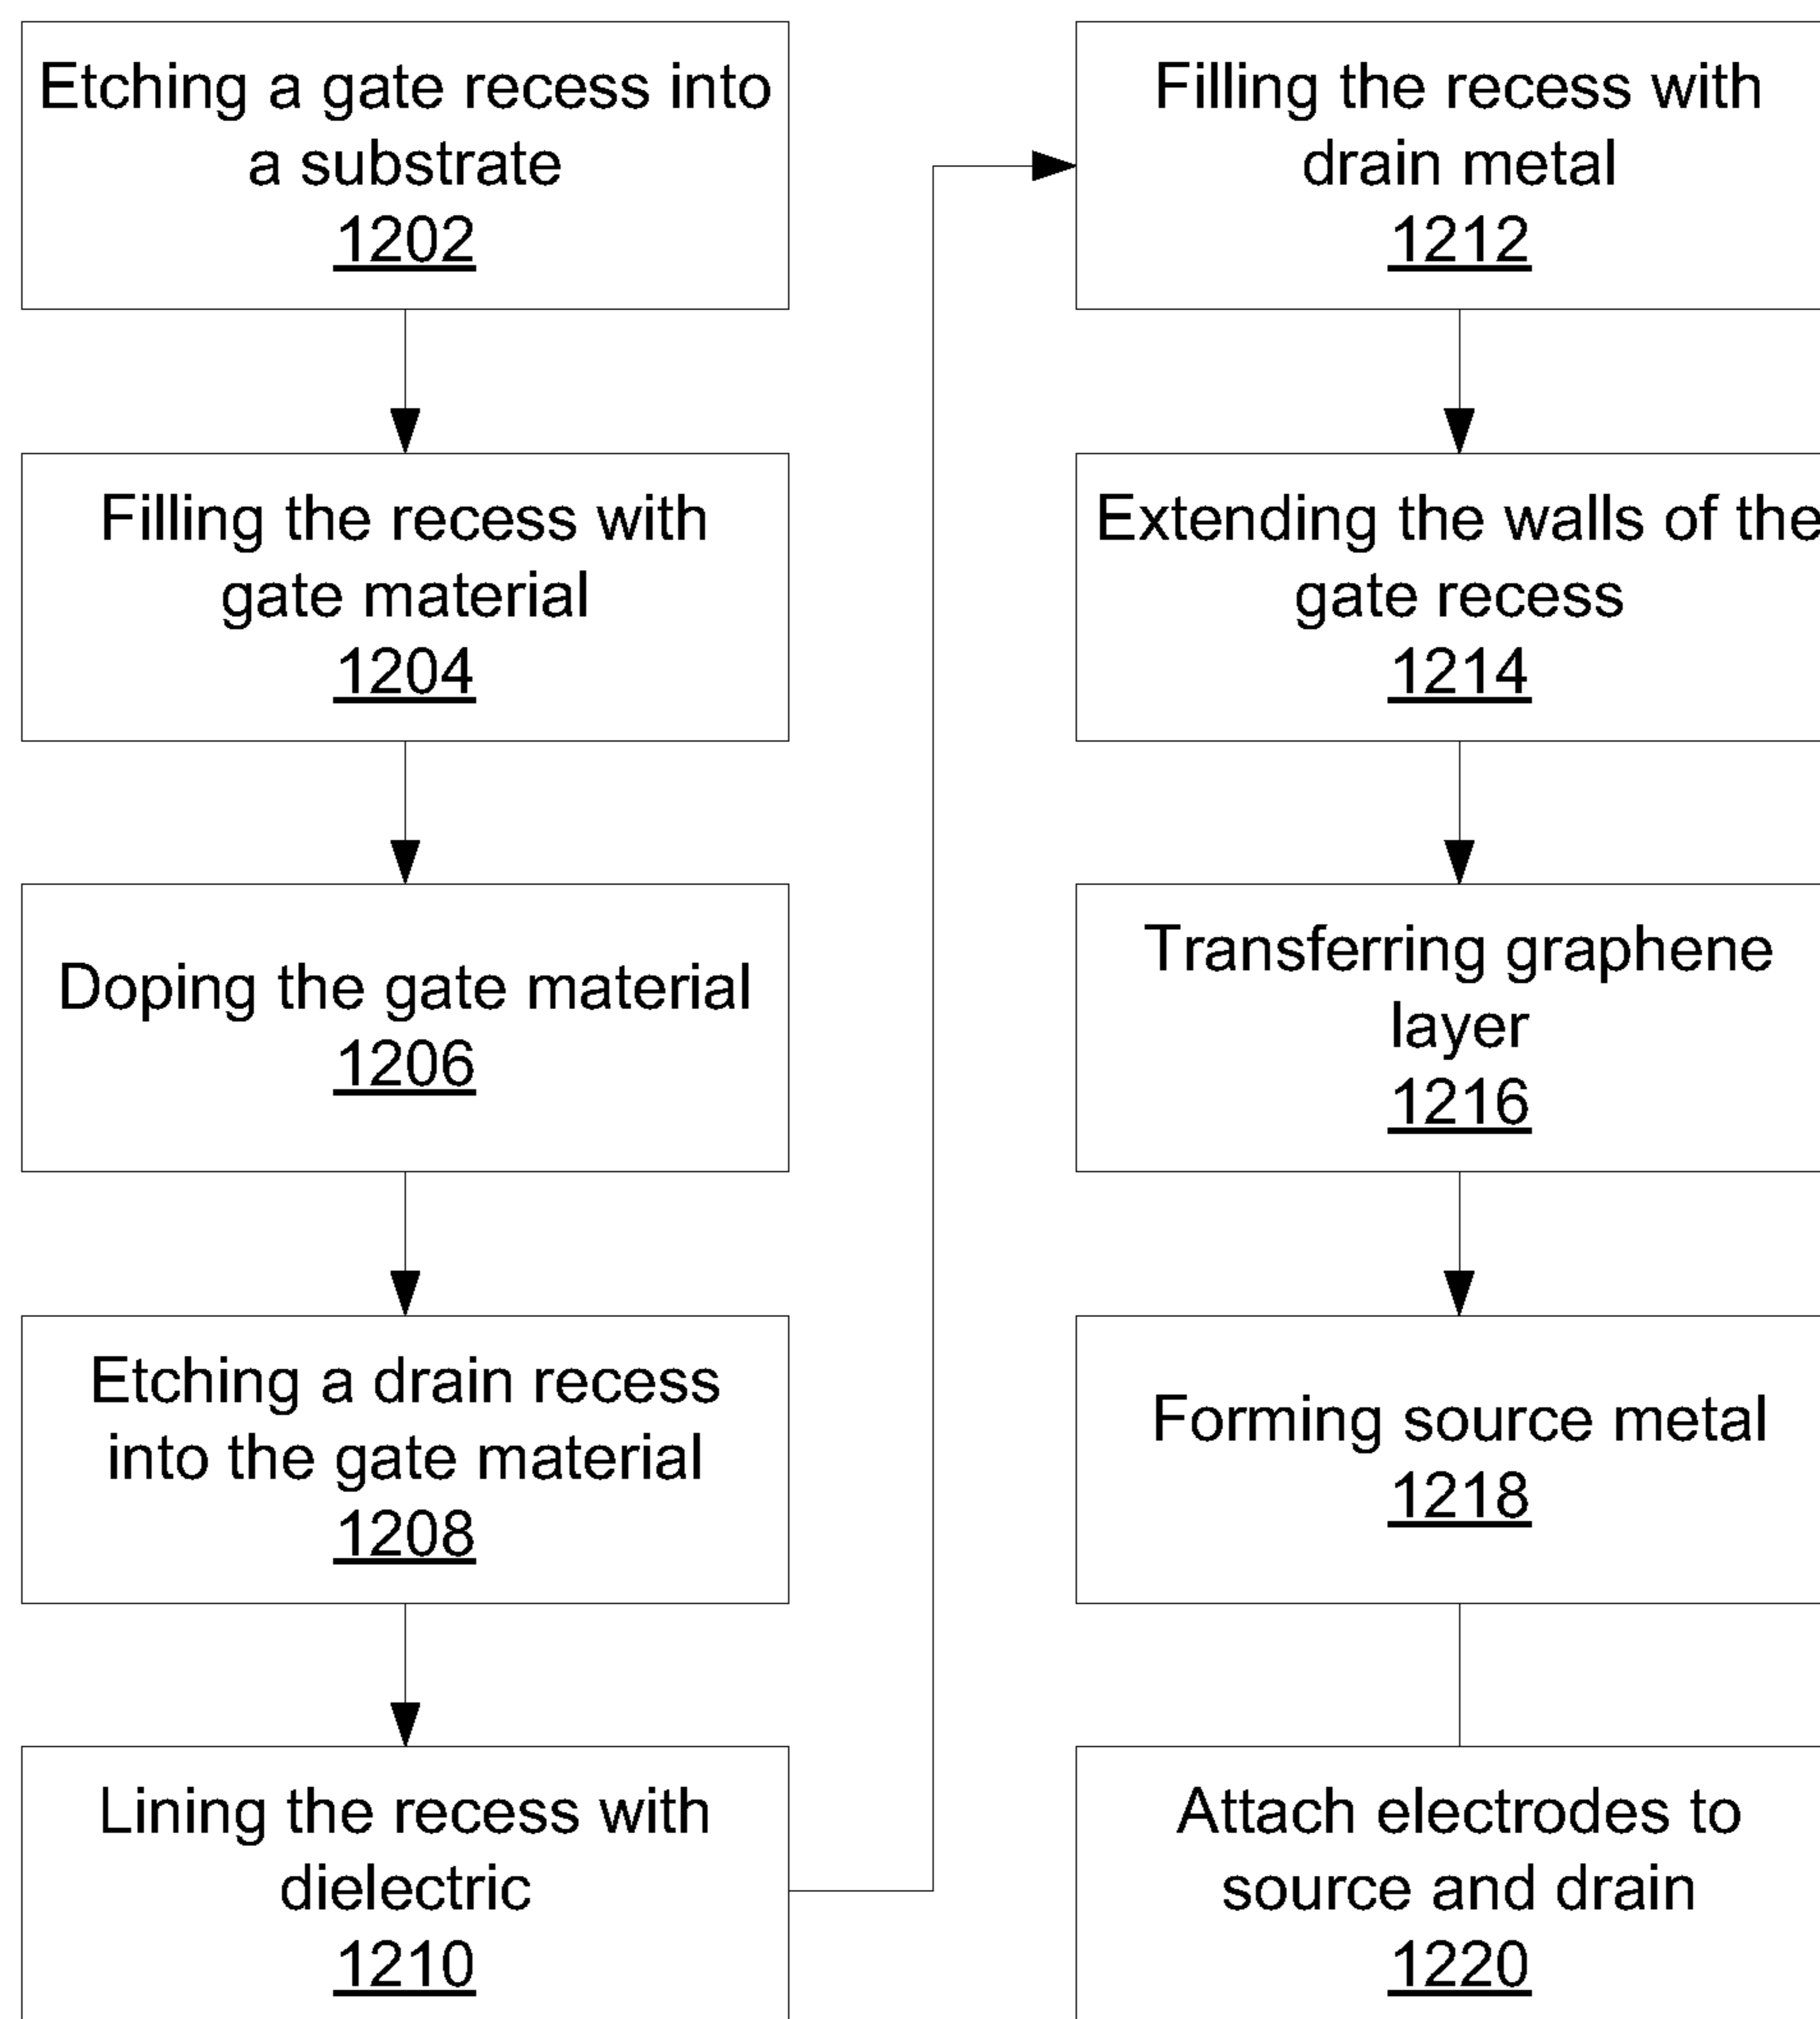 Etching a gate recess into
a substrate
1202
Filling the recess with
gate material
1204
Doping the gate material
1206
Etching a drain recess
into the gate material
1208
Lining the recess with
dielectric
1210
Filling the recess with
drain metal
1212
Extending the walls of the
gate recess
1214
Transferring graphene
layer
1216
Forming source metal
1218
Attach electrodes to
source and drain
1220